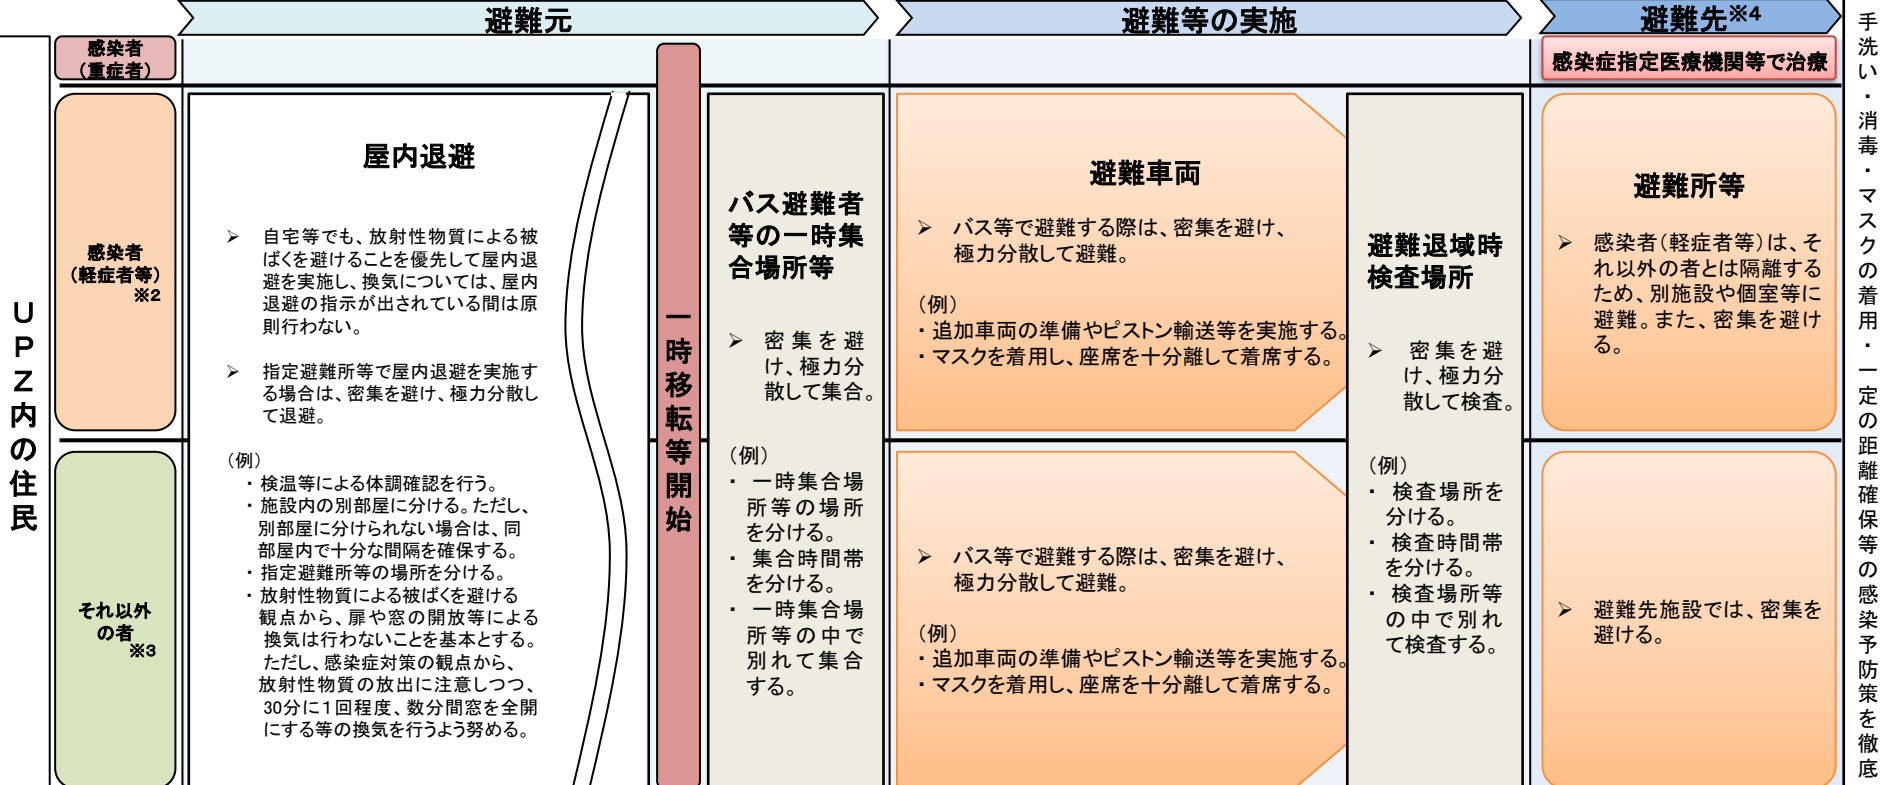 避難元
避難等の実施
避難先※4
UPZ内の住民
感染者
（重症者）
感染症指定医療機関等で治療
感染者
（軽症者等）
※2
それ以外
の者
※3
屋内退避
➢ 自宅等でも、放射性物質による被
ばくを避けることを優先して屋内退
避を実施し、換気については、屋内
退避の指示が出されている間は原
則行わない。
➢ 指定避難所等で屋内退避を実施す
る場合は、密集を避け、極力分散し
て退避。
（例）
・検温等による体調確認を行う。
・施設内の別部屋に分ける。ただし、
別部屋に分けられない場合は、同
部屋内で十分な間隔を確保する。
・指定避難所等の場所を分ける。
・放射性物質による被ばくを避ける
観点から、扉や窓の開放等による
換気は行わないことを基本とする。
ただし、感染症対策の観点から、
放射性物質の放出に注意しつつ、
30分に1回程度、数分間窓を全開
にする等の換気を行うよう努める。
一時移転等開始
バス避難者
等の一時集
合場所等
➢ 密集を避
け、極力分
散して集合。
（例）
・ 一時集合場
所等の場所
を分ける。
・ 集合時間帯
を分ける。
・ 一時集合場
所等の中で
別れて集合
する。
避難車両
➢ バス等で避難する際は、密集を避け、
極力分散して避難。
（例）
・追加車両の準備やピストン輸送等を実施する。
・マスクを着用し、座席を十分離して着席する。
➢ バス等で避難する際は、密集を避け、
極力分散して避難。
（例）
・追加車両の準備やピストン輸送等を実施する。
・マスクを着用し、座席を十分離して着席する。
避難退域時
検査場所
➢ 密集を避
け、極力分
散して検査。
（例）
・ 検査場所を
分ける。
・ 検査時間帯
を分ける。
・ 検査場所等
の中で別れ
て検査する。
避難所等
➢ 感染者（軽症者等）は、そ
れ以外の者とは隔離する
ため、別施設や個室等に
避難。また、密集を避け
る。
➢ 避難先施設では、密集を
避ける。
手洗い・消毒・マスクの着用・一定の距離確保等の感染予防策を徹底